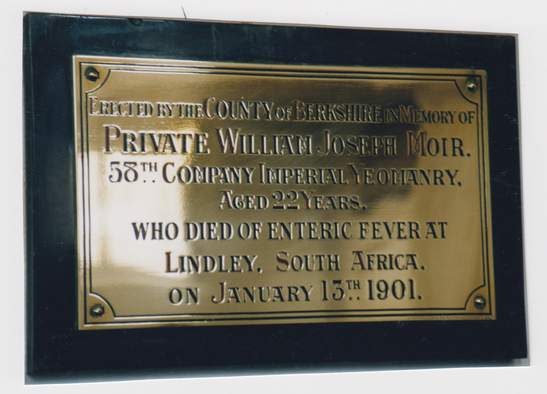 ERECTED BY THE COUNTY OF BERKSHIRE IN MEMORY OF
PRIVATE WILLIAM JOSEPH MOIR.
58TH COMPANY IMPERIAL YEOMANRY,
AGED 22 YEARS,
WHO DIED OF ENTERIC FEVER AT
LINDLEY, SOUTH AFRICA.
ON JANUARY 13TH 1901.